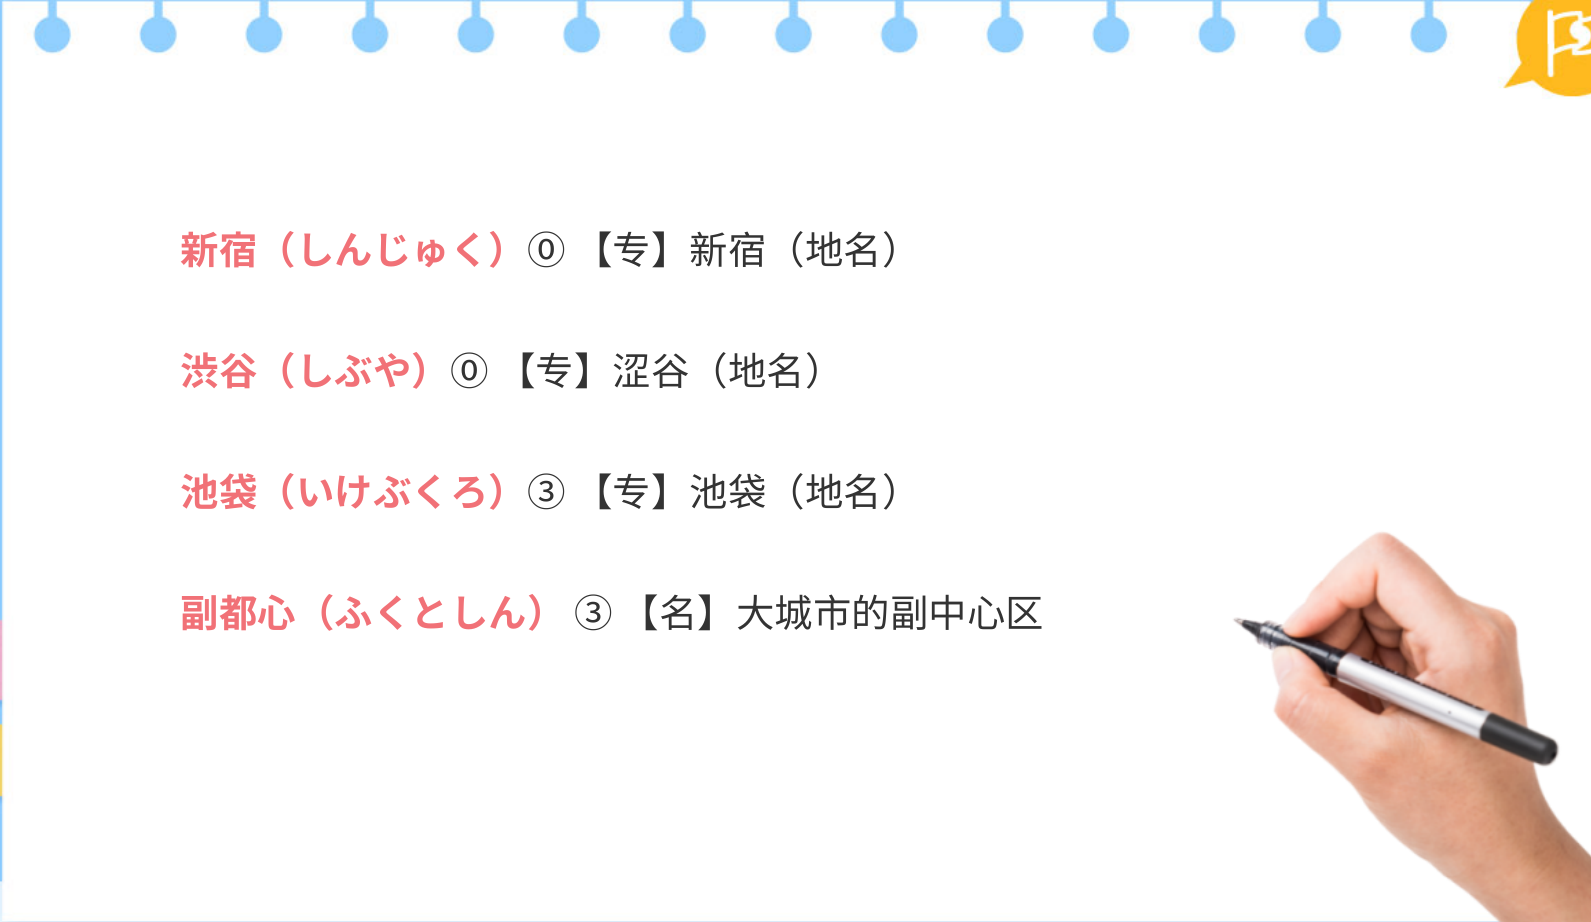 新宿（しんじゅく）⓪ 【专】新宿（地名）
渋谷（しぶや）⓪ 【专】涩谷（地名）
池袋（いけぶくろ）③ 【专】池袋（地名）
副都心（ふくとしん） ③ 【名】大城市的副中心区